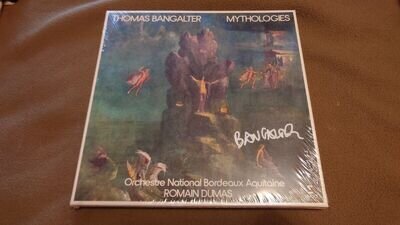 THOMAS BANGALTER MYTHOLOGIES
BANGALTER
Orchestre National Bordeaux Aquitaine
ROMAIN DUMAS